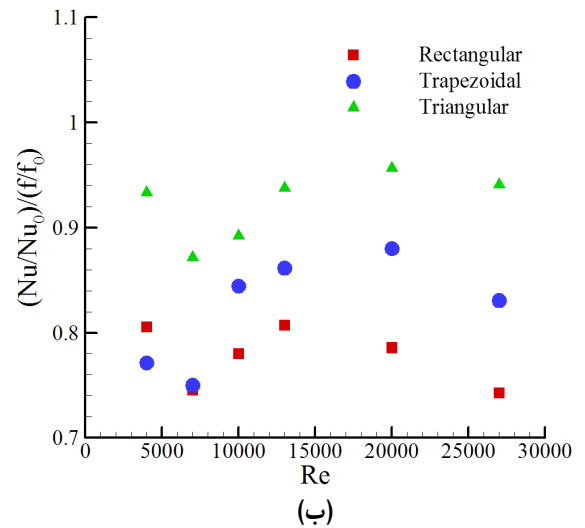 1.1
1
0.9
0.8
0.7
(Nu/Nu₀)/(f/f₀)
Rectangular
Trapezoidal
Triangular
0 5000 10000 15000 20000 25000 30000
Re
(ب)